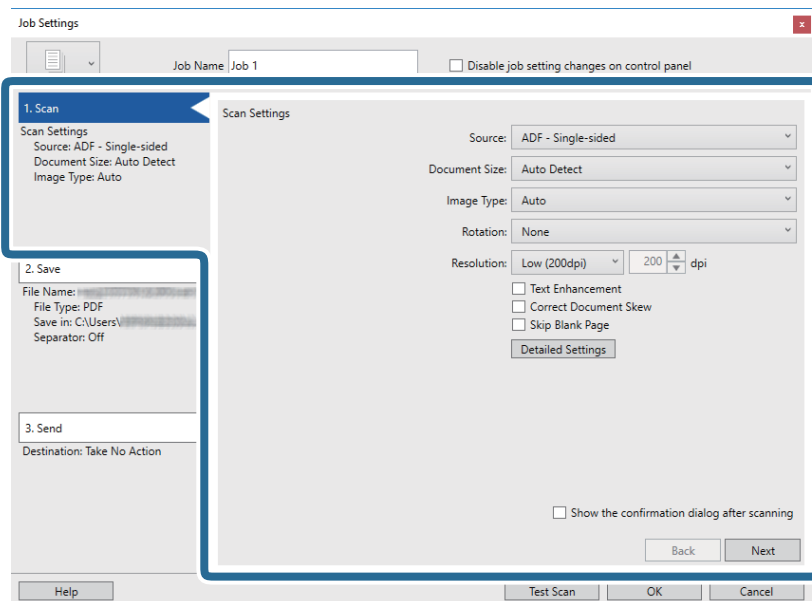 Job Settings
x
Job Name Job 1
Disable job setting changes on control panel
1. Scan
Scan Settings
Source: ADF - Single-sided
Document Size: Auto Detect
Image Type: Auto
2. Save
File Name:
File Type: PDF
Save in: C:\Users\
Separator: Off
3. Send
Destination: Take No Action
Scan Settings
Source: ADF - Single-sided
Document Size: Auto Detect
Image Type: Auto
Rotation: None
Resolution: Low (200dpi) 200 dpi
Text Enhancement
Correct Document Skew
Skip Blank Page
Detailed Settings
Show the confirmation dialog after scanning
Back Next
Help Test Scan OK Cancel